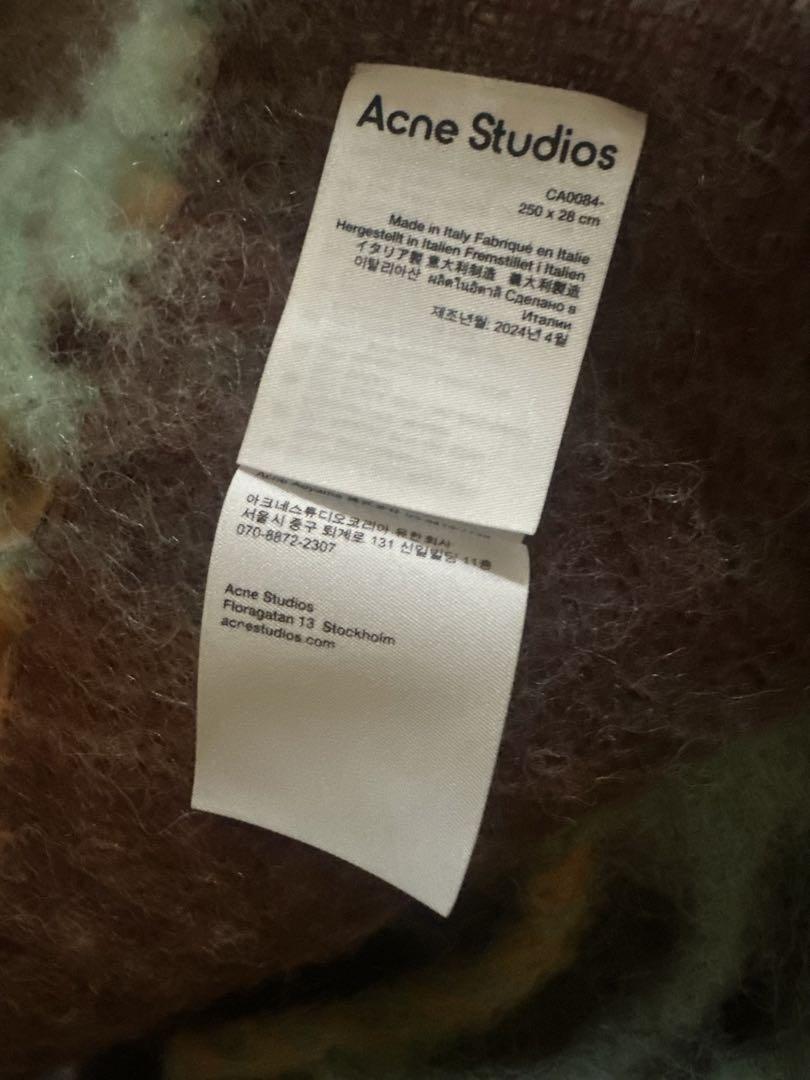 Acne Studios
CA0084-
250 x 28 cm
Made in Italy Fabriqué en Italie
Hergestellt in Italien Fremstillet i Italien
イタリア製 意大利制造 義大利製造
이탈리아산 ผลิตในอิตาลี Сделано в
Италии
제조년월: 2024년 4월
Acne Aoyama
아크네스튜디오코리아 유한회사
서울시 중구 퇴계로 131 신일빌딩 11층
070-8872-2307
Acne Studios
Floragatan 13 Stockholm
acnestudios.com